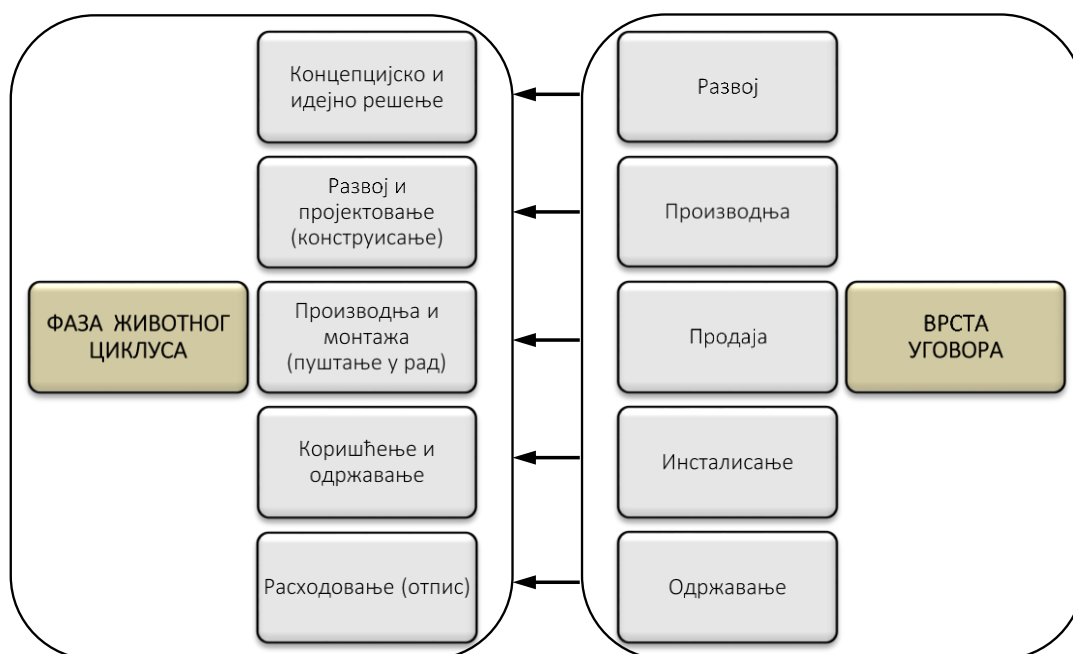 Концепцијско и
идејно решење
Развој
Развој и
пројектовање
(конструисање)
Производња
ФАЗА ЖИВОТНОГ
ЦИКЛУСА
Производња и
монтажа
(пуштање у рад)
Продаја
ВРСТА
УГОВОРА
Коришћење и
одржавање
Инсталисање
Расходовање (отпис)
Одржавање